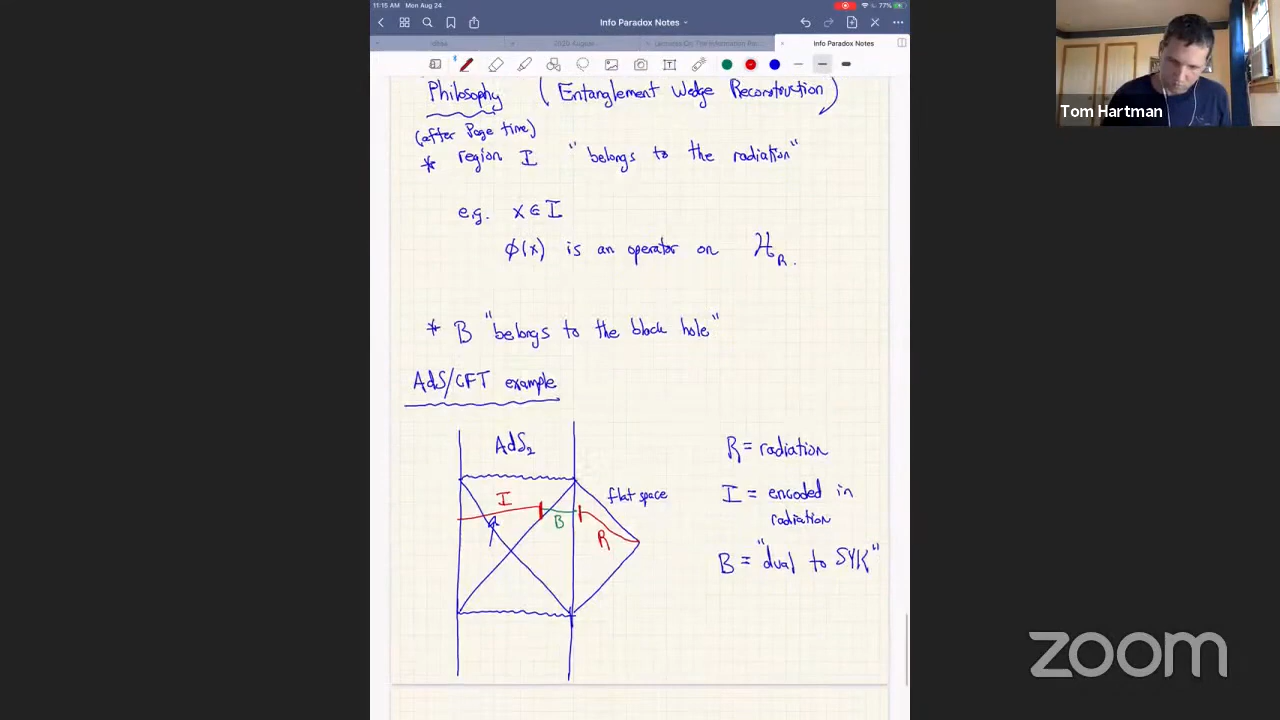 11:15 AM Mon Aug 24
77%
Info Paradox Notes
Info Paradox Notes
Tom Hartman
Philosophy (Entanglement Wedge Reconstruction)
(after Page time)
* region I "belongs to the radiation"
e.g. x ∈ I
φ(x) is an operator on ℋ_R.
* B "belongs to the black hole"
AdS/CFT example
AdS₂
R = radiation
flat space
I
I = encoded in
radiation
B
R
B = "dual to SYK"
zoom